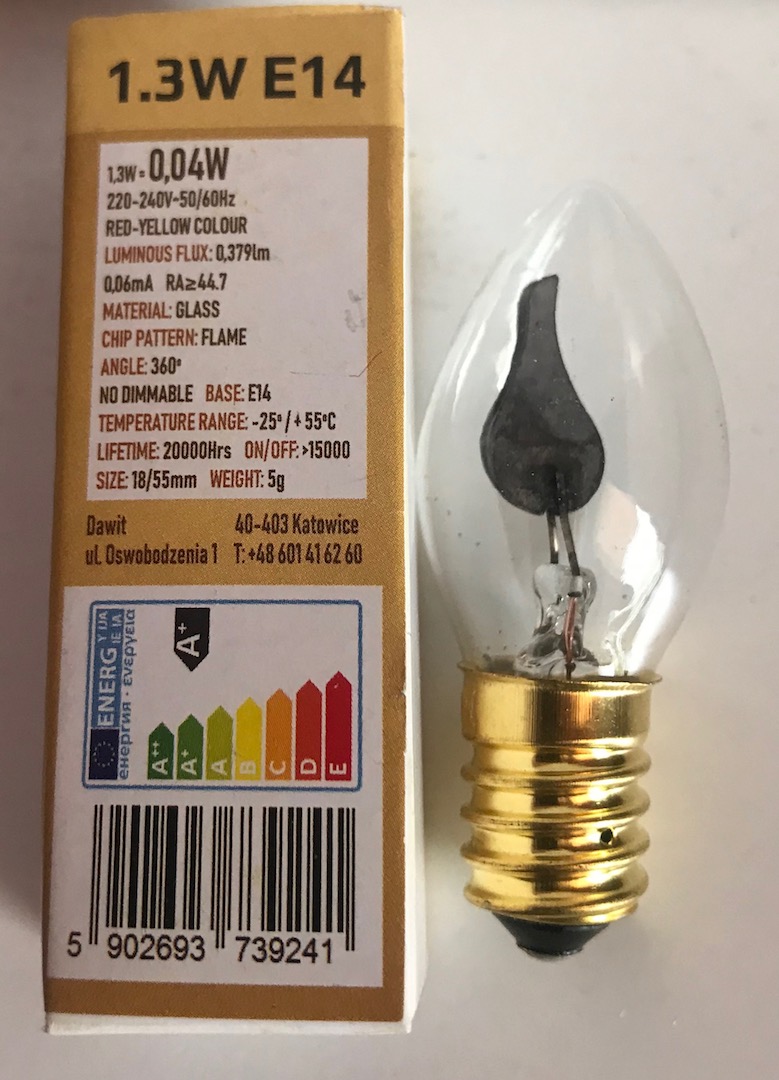 1.3W E14
1,3W= 0,04W
220-240V~50/60Hz
RED-YELLOW COLOUR
LUMINOUS FLUX: 0,379lm
0,06mA RA≥44.7
MATERIAL: GLASS
CHIP PATTERN: FLAME
ANGLE: 360°
NO DIMMABLE BASE: E14
TEMPERATURE RANGE: -25°/+55°C
LIFETIME: 20000Hrs ON/OFF: >15000
SIZE: 18/55mm WEIGHT: 5g
Dawit 40-403 Katowice
ul. Oswobodzenia 1 T: +48 601 41 62 60
ENERG Y IJA
IE IA
енергия · ενεργεια
A+
A++
A+
A
B
C
D
E
5 902693 739241